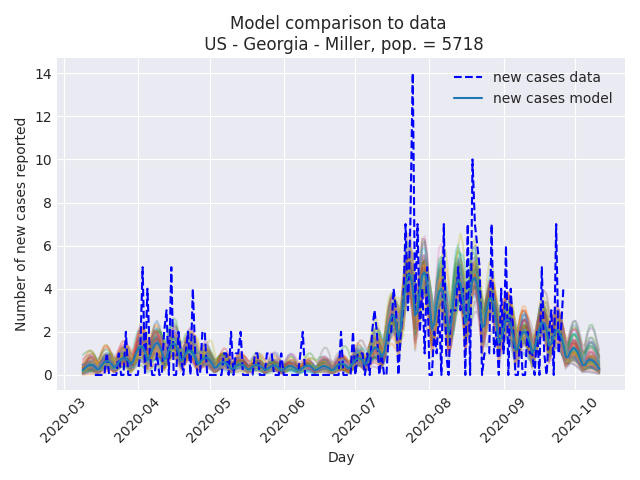 Model comparison to data
US - Georgia - Miller, pop. = 5718
Number of new cases reported
14
12
10
8
6
4
2
0
new cases data
new cases model
2020-03
2020-04
2020-05
2020-06
2020-07
2020-08
2020-09
2020-10
Day